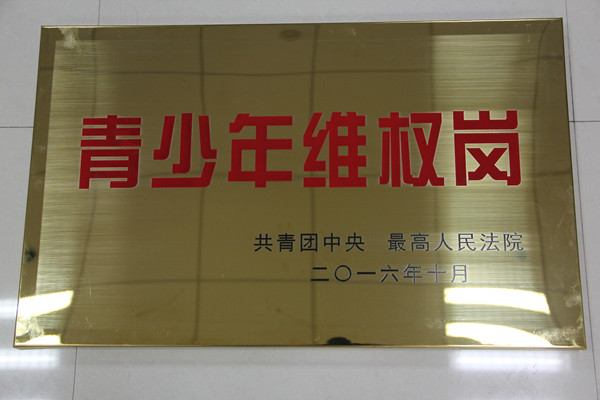 青少年维权岗
共青团中央 最高人民法院
二〇一六年十月